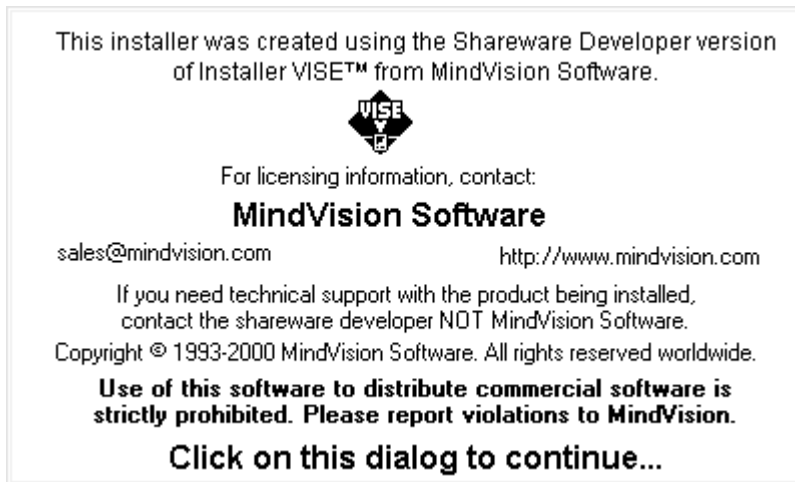 This installer was created using the Shareware Developer version
of Installer VISE™ from MindVision Software.
VISE
For licensing information, contact:
MindVision Software
sales@mindvision.com http://www.mindvision.com
If you need technical support with the product being installed,
contact the shareware developer NOT MindVision Software.
Copyright © 1993-2000 MindVision Software. All rights reserved worldwide.
Use of this software to distribute commercial software is
strictly prohibited. Please report violations to MindVision.
Click on this dialog to continue...